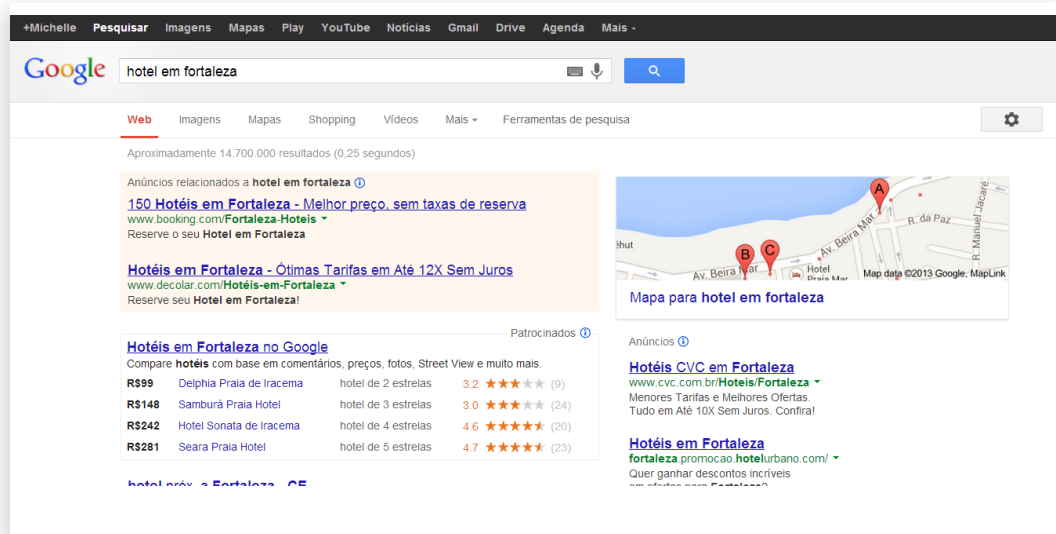 +Michelle Pesquisar Imagens Mapas Play YouTube Notícias Gmail Drive Agenda Mais
Google hotel em fortaleza
Web Imagens Mapas Shopping Vídeos Mais Ferramentas de pesquisa
Aproximadamente 14.700.000 resultados (0,25 segundos)
Anúncios relacionados a hotel em fortaleza
150 Hotéis em Fortaleza - Melhor preço, sem taxas de reserva
www.booking.com/Fortaleza-Hoteis
Reserve o seu Hotel em Fortaleza
Hotéis em Fortaleza - Ótimas Tarifas em Até 12X Sem Juros
www.decolar.com/Hotéis-em-Fortaleza
Reserve seu Hotel em Fortaleza!
Patrocinados
Hotéis em Fortaleza no Google
Compare hotéis com base em comentários, preços, fotos, Street View e muito mais.
R$99 Delphia Praia de Iracema hotel de 2 estrelas 3.2 (9)
R$148 Samburá Praia Hotel hotel de 3 estrelas 3.0 (24)
R$242 Hotel Sonata de Iracema hotel de 4 estrelas 4.6 (20)
R$281 Seara Praia Hotel hotel de 5 estrelas 4.7 (23)
hotel próx. a Fortaleza - CE
A
R. da Paz
R. Manuel Jacaré
Av. Beira Mar
B C
Av. Beira Mar
Hotel
Praia Mar
Map data ©2013 Google, MapLink
Mapa para hotel em fortaleza
Anúncios
Hotéis CVC em Fortaleza
www.cvc.com.br/Hoteis/Fortaleza
Menores Tarifas e Melhores Ofertas.
Tudo em Até 10X Sem Juros. Confira!
Hotéis em Fortaleza
fortaleza.promocao.hotelurbano.com/
Quer ganhar descontos incríveis
em ofertas para Fortaleza?